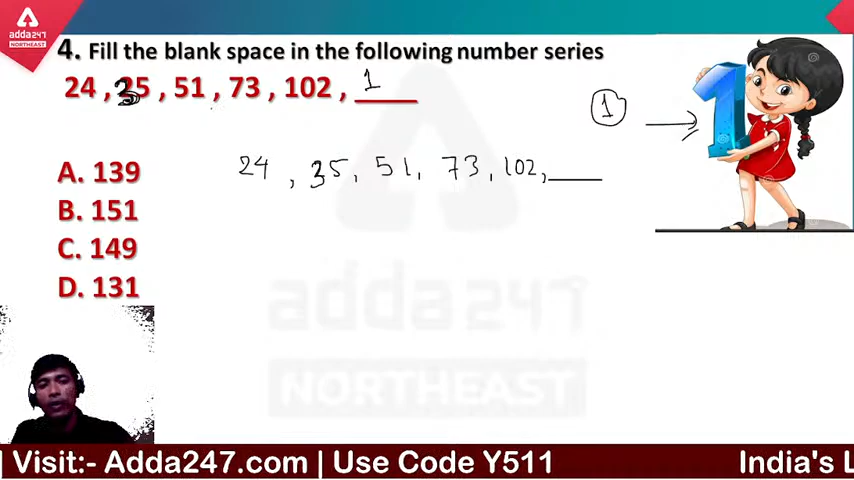 adda247
NORTHEAST
4. Fill the blank space in the following number series
24 , 35 , 51 , 73 , 102 , 1
1
1
24 , 35, 51, 73, 102,
A. 139
B. 151
C. 149
D. 131
adda247
NORTHEAST
| Visit:- Adda247.com | Use Code Y511
India's L